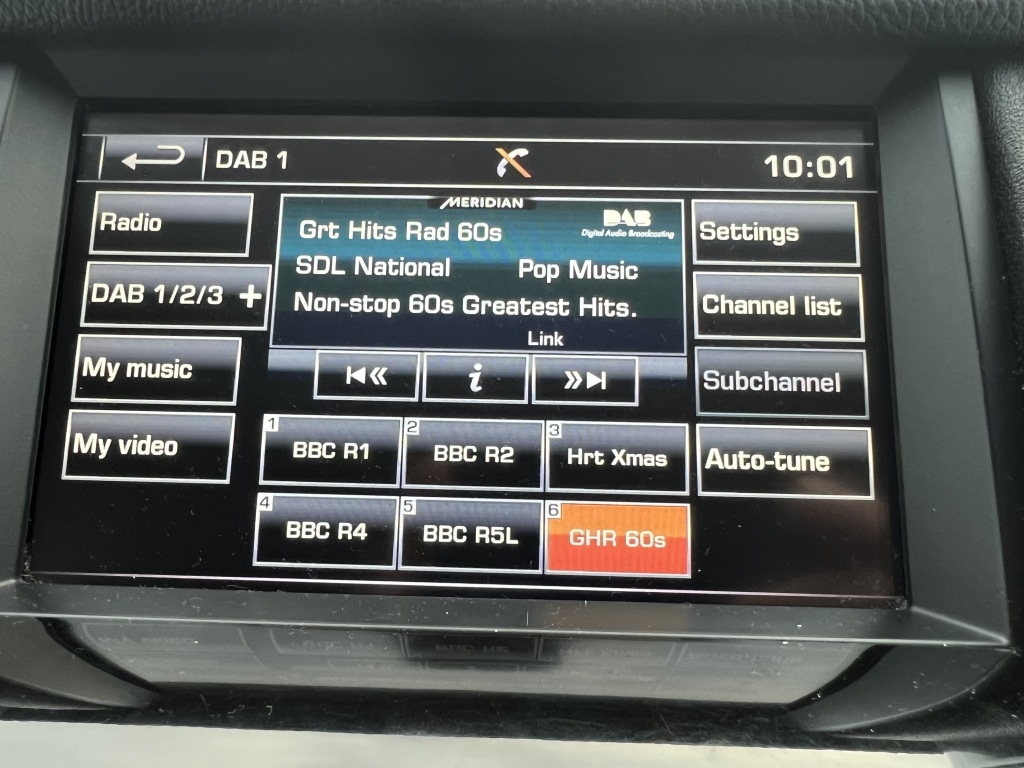 DAB 1
10:01
Radio
DAB 1/2/3 +
My music
My video
MERIDIAN
Grt Hits Rad 60s
DAB
Digital Audio Broadcasting
SDL National Pop Music
Non-stop 60s Greatest Hits.
Link
i
Settings
Channel list
Subchannel
Auto-tune
1 BBC R1
2 BBC R2
3 Hrt Xmas
4 BBC R4
5 BBC R5L
6 GHR 60s